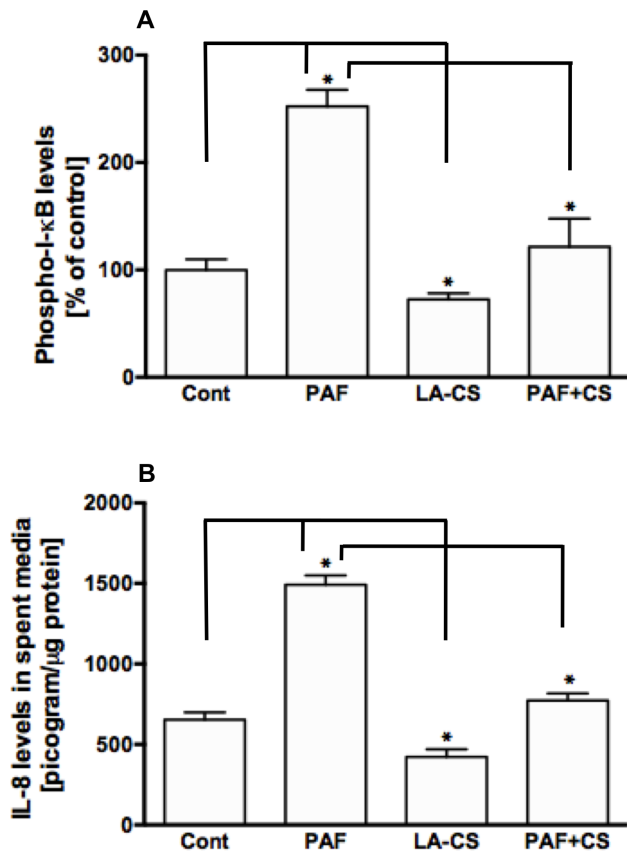 A
Phospho-I-κB levels
[% of control]
300
200
100
0
*
*
*
Cont PAF LA-CS PAF+CS
B
IL-8 levels in spent media
[picogram/μg protein]
2000
1500
1000
500
0
*
*
*
Cont PAF LA-CS PAF+CS